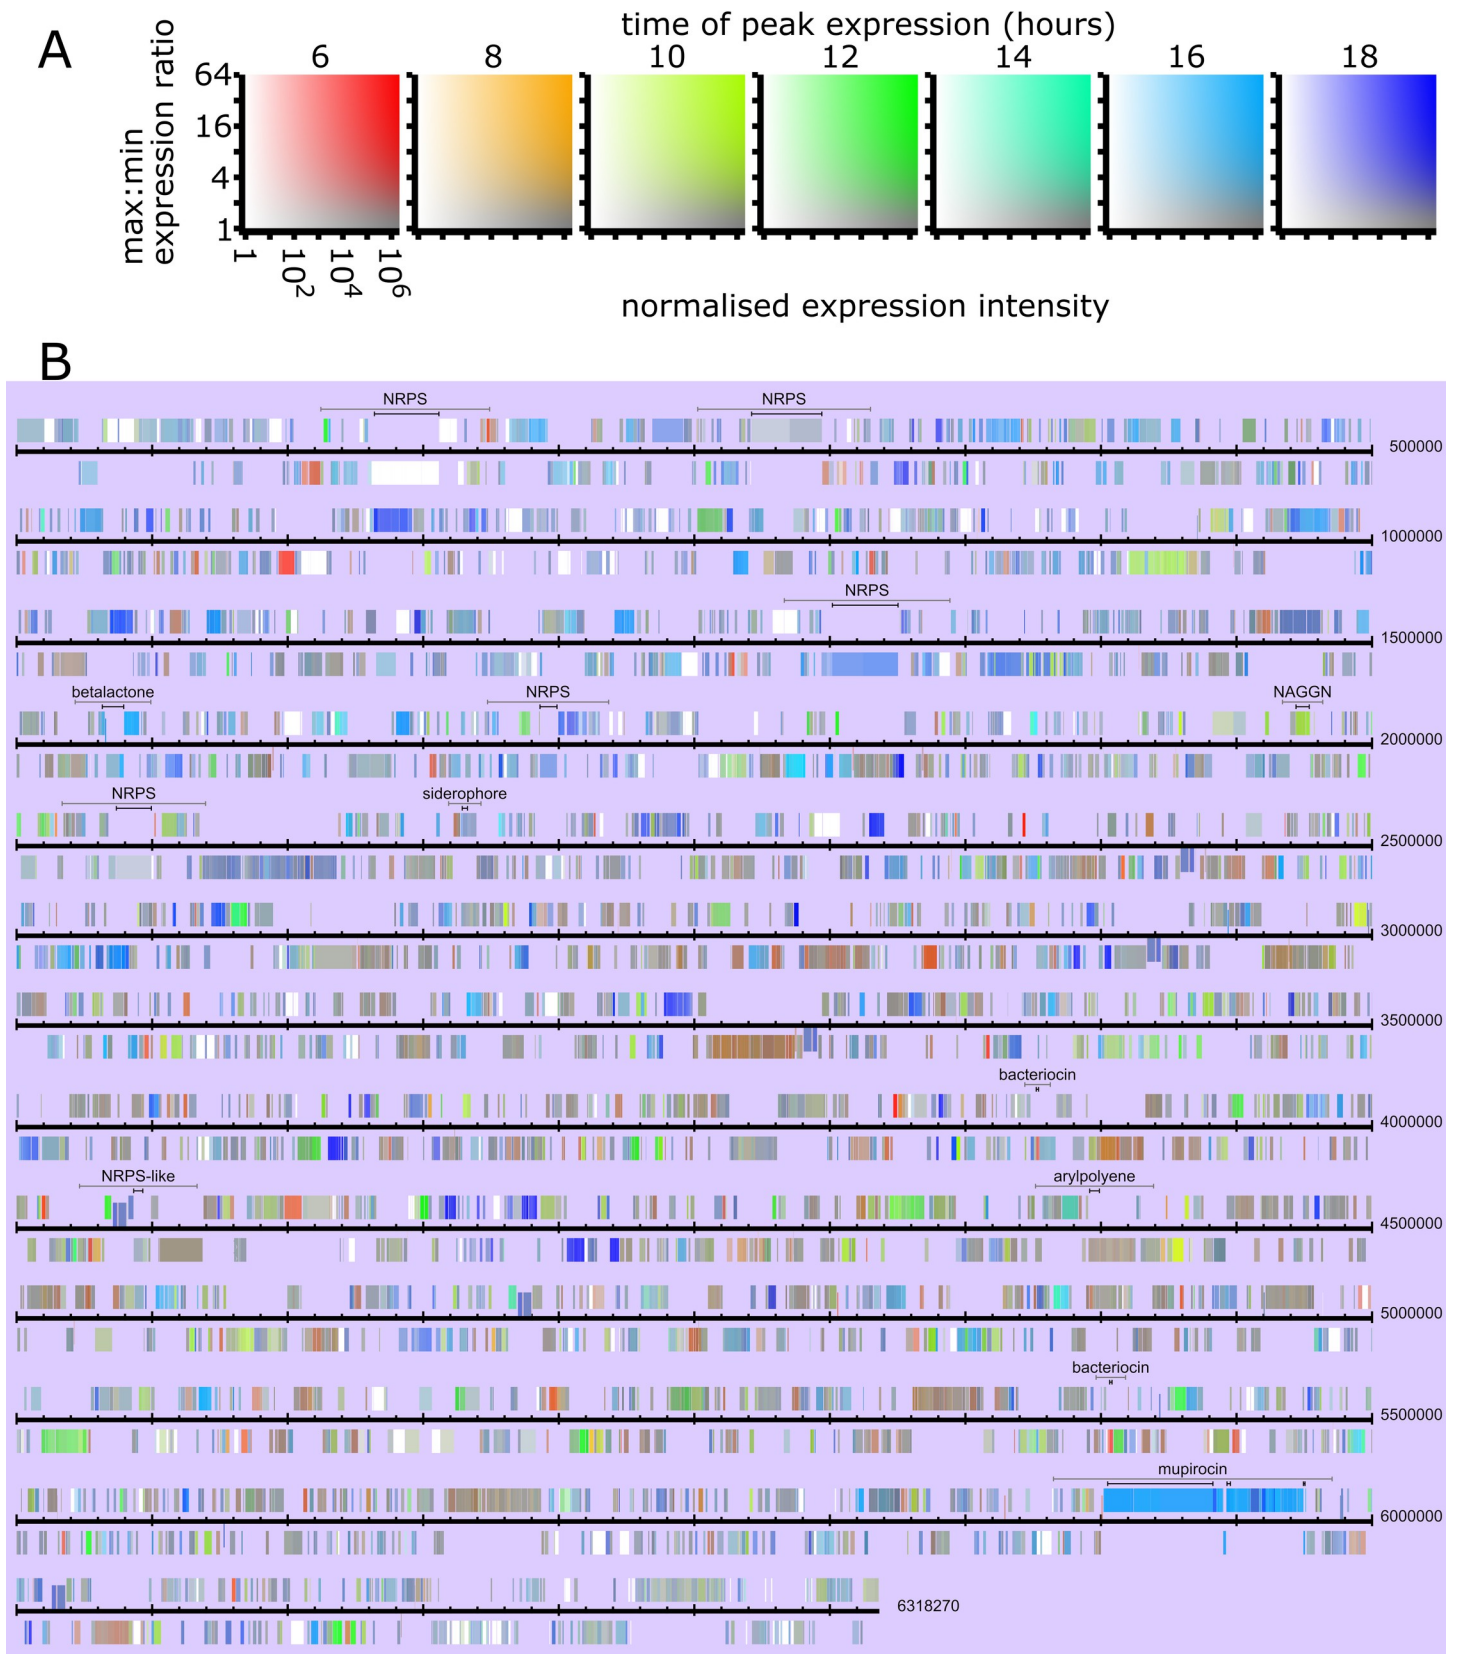 A
time of peak expression (hours)
6 8 10 12 14 16 18
max:min
expression ratio
64
16
4
1
1 10² 10⁴ 10⁶
normalised expression intensity
B
NRPS NRPS
500000
1000000
NRPS
1500000
betalactone NRPS NAGGN
2000000
NRPS siderophore
2500000
3000000
3500000
bacteriocin
4000000
NRPS-like arylpolyene
4500000
5000000
bacteriocin
5500000
mupirocin
6000000
6318270